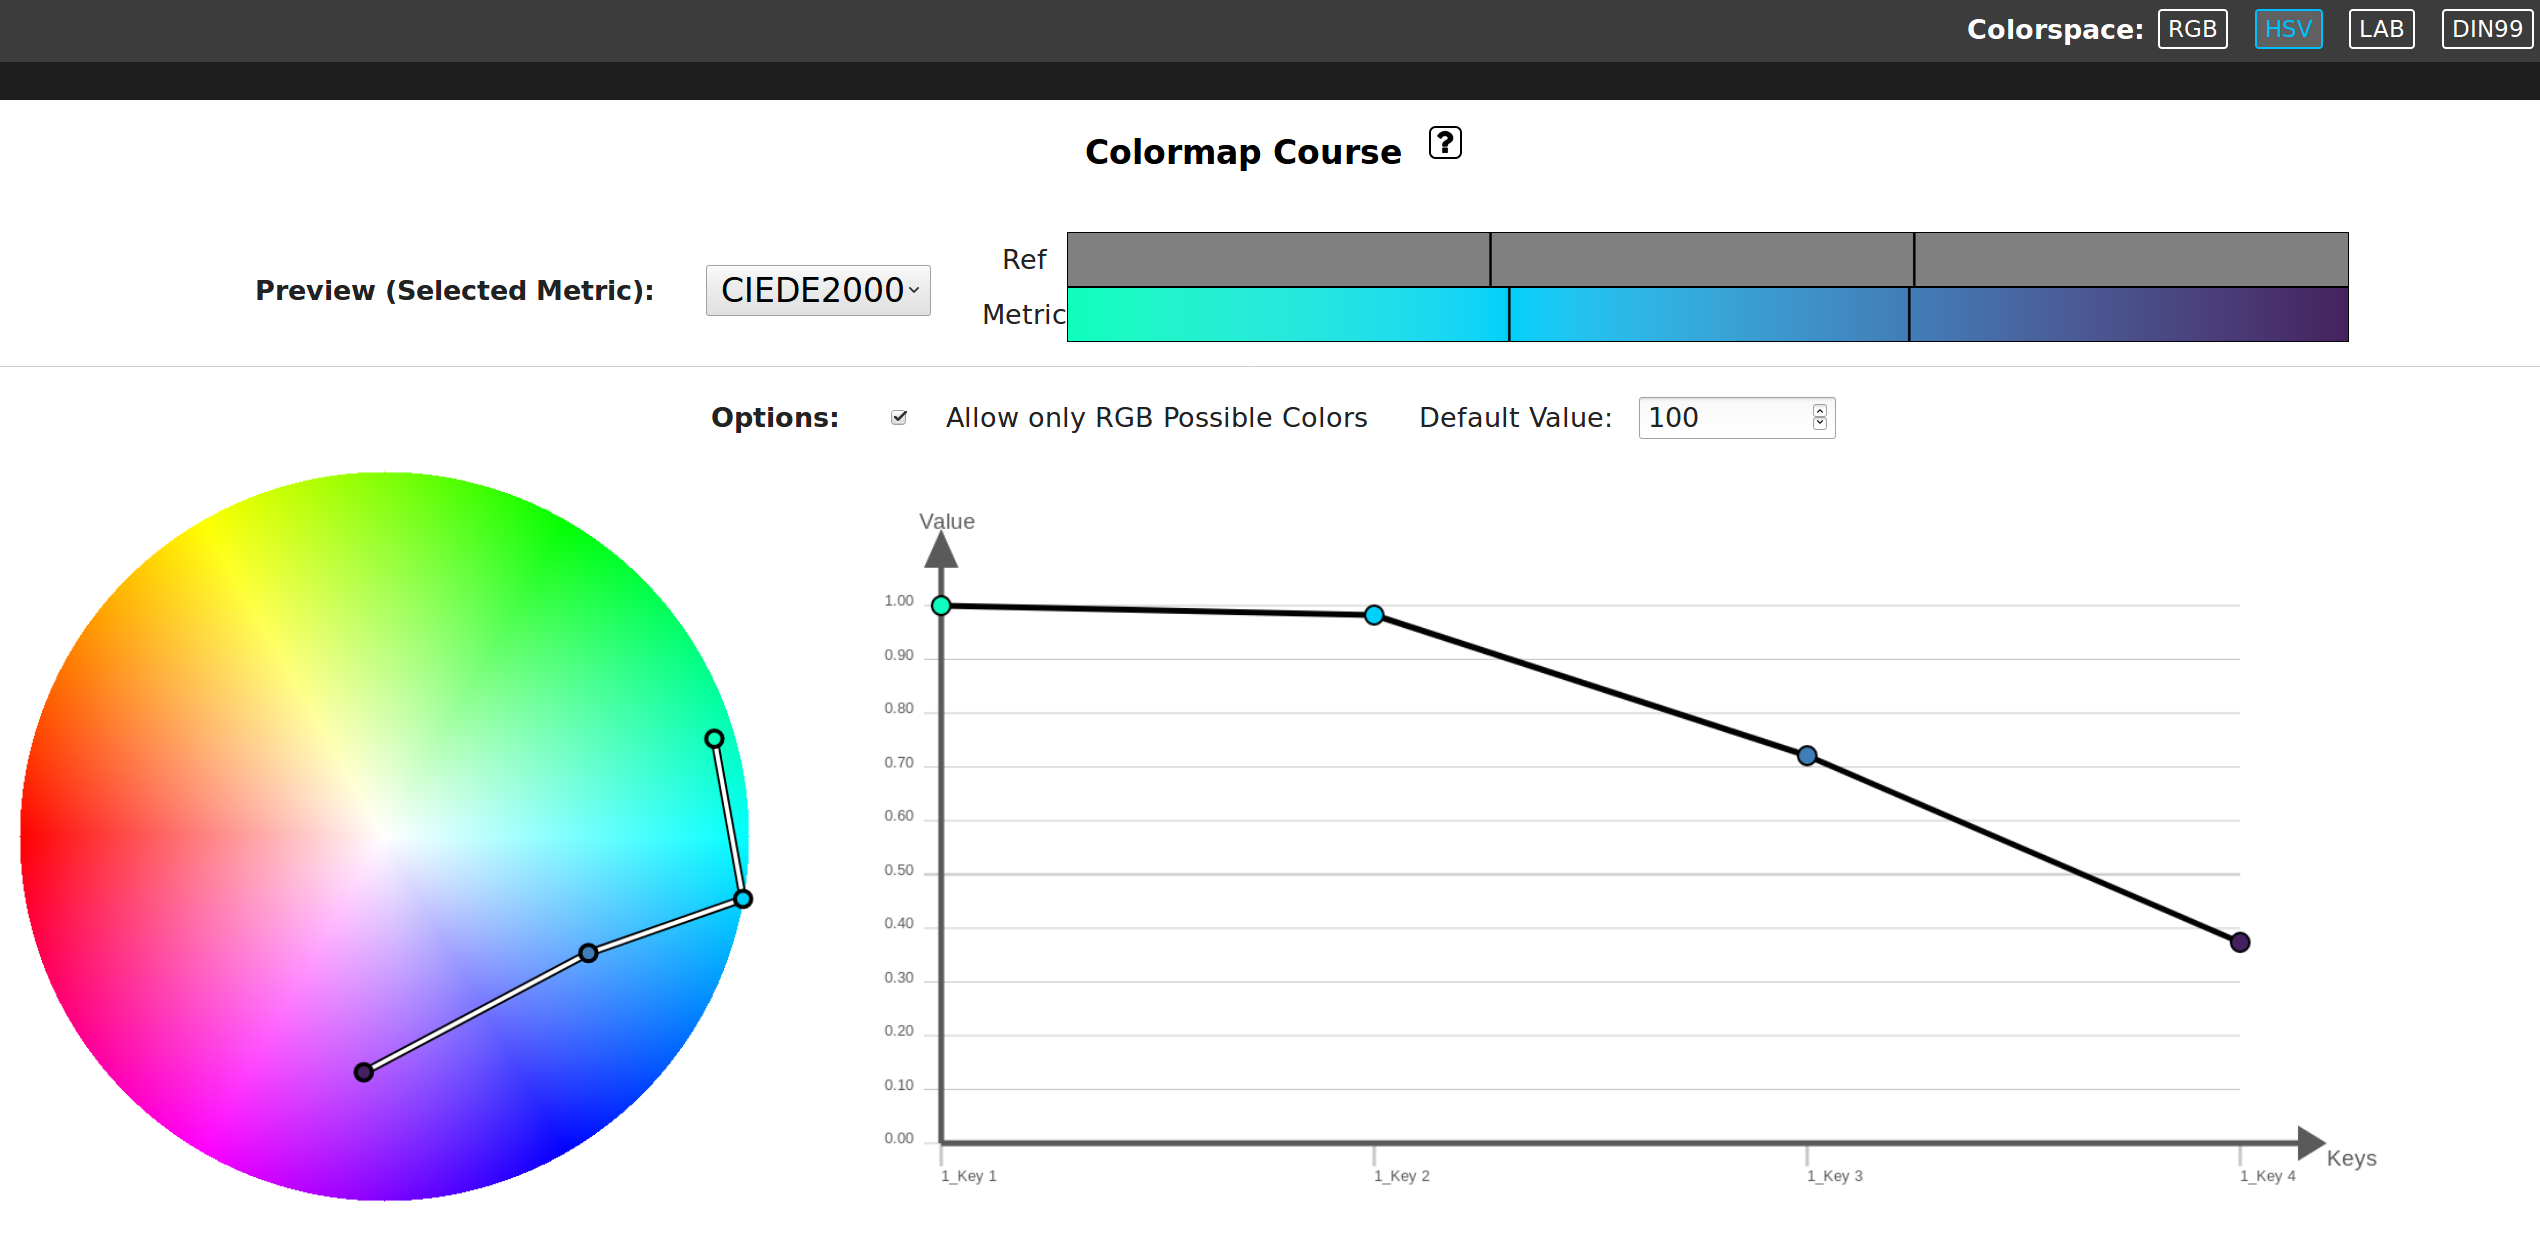 Colorspace: RGB HSV LAB DIN99
Colormap Course ?
Ref
Preview (Selected Metric): CIEDE2000
Metric
Options: Allow only RGB Possible Colors Default Value: 100
Value
1.00
0.90
0.80
0.70
0.60
0.50
0.40
0.30
0.20
0.10
0.00
Keys
1_Key 1 1_Key 2 1_Key 3 1_Key 4